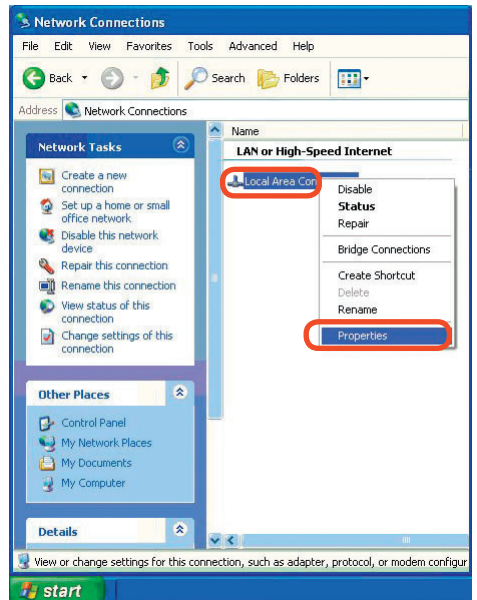 Network Connections
File Edit View Favorites Tools Advanced Help
Back Search Folders
Address Network Connections
Network Tasks
Create a new
connection
Set up a home or small
office network
Disable this network
device
Repair this connection
Rename this connection
View status of this
connection
Change settings of this
connection
Other Places
Control Panel
My Network Places
My Documents
My Computer
Details
Name
LAN or High-Speed Internet
Local Area Con
Disable
Status
Repair
Bridge Connections
Create Shortcut
Delete
Rename
Properties
View or change settings for this connection, such as adapter, protocol, or modem configur
start